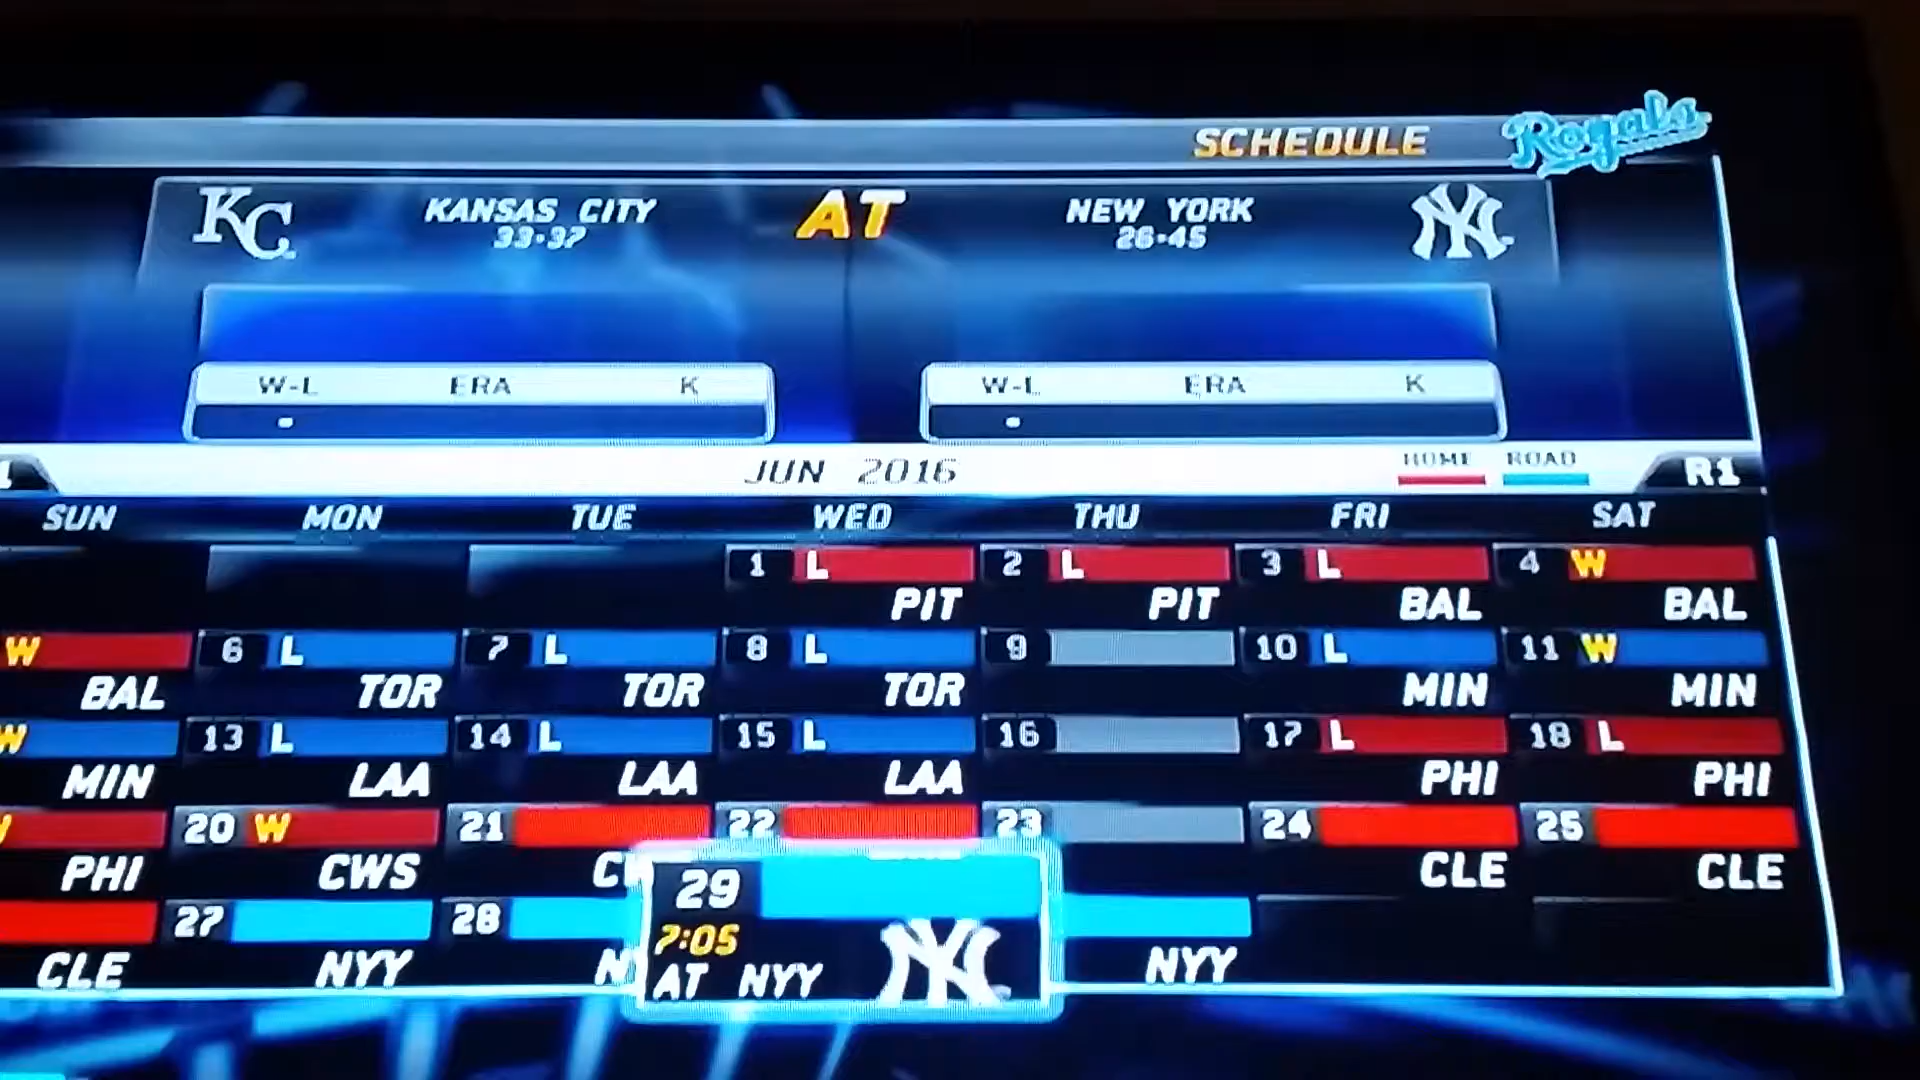 SCHEDULE Royals
KC KANSAS CITY AT NEW YORK NY
33-37 26-45
W-L ERA K W-L ERA K
JUN 2016 HOME ROAD R1
SUN MON TUE WED THU FRI SAT
1 L 2 L 3 L 4 W
PIT PIT BAL BAL
W 6 L 7 L 8 L 9 10 L 11 W
BAL TOR TOR TOR MIN MIN
W 13 L 14 L 15 L 16 17 L 18 L
MIN LAA LAA LAA PHI PHI
W 20 W 21 22 23 24 25
PHI CWS CLE CLE
27 28 29
7:05
CLE NYY AT NYY NY NYY